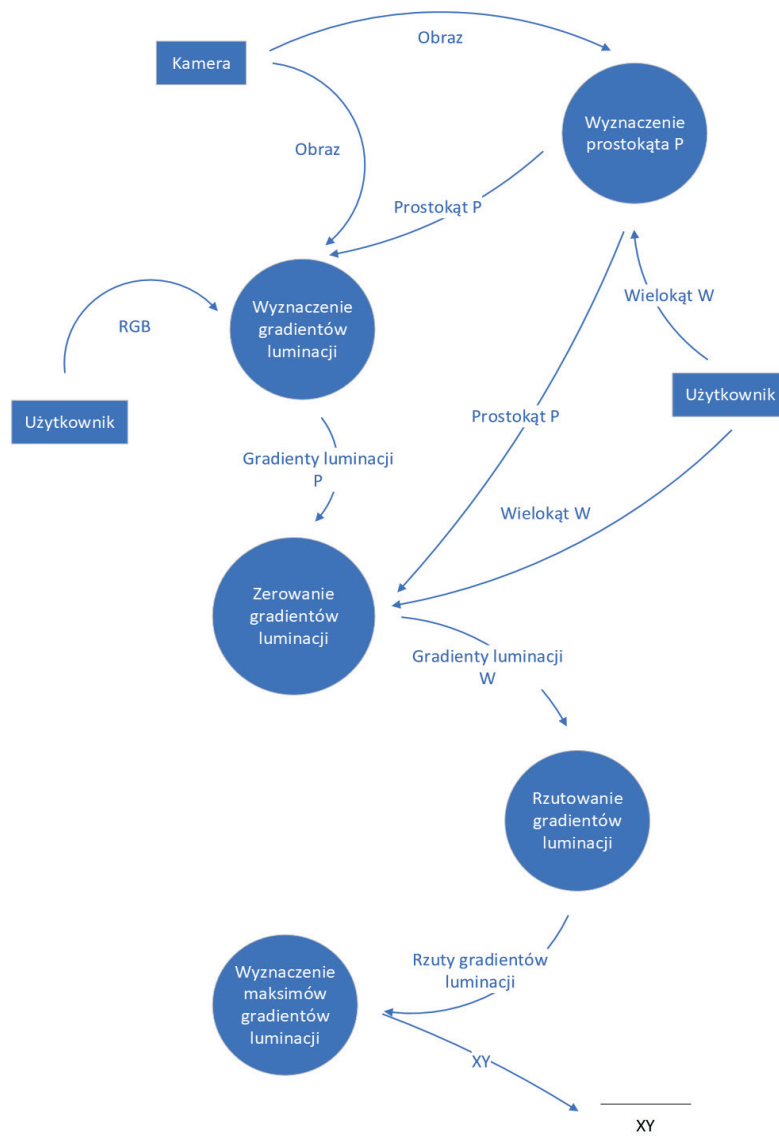 Obraz
Kamera
Wyznaczenie
prostokąta P
Obraz
Prostokąt P
Wielokąt W
Wyznaczenie
gradientów
luminacji
RGB
Użytkownik
Użytkownik
Prostokąt P
Gradienty luminacji
P
Wielokąt W
Zerowanie
gradientów
luminacji
Gradienty luminacji
W
Rzutowanie
gradientów
luminacji
Rzuty gradientów
luminacji
Wyznaczenie
maksimów
gradientów
luminacji
XY
XY